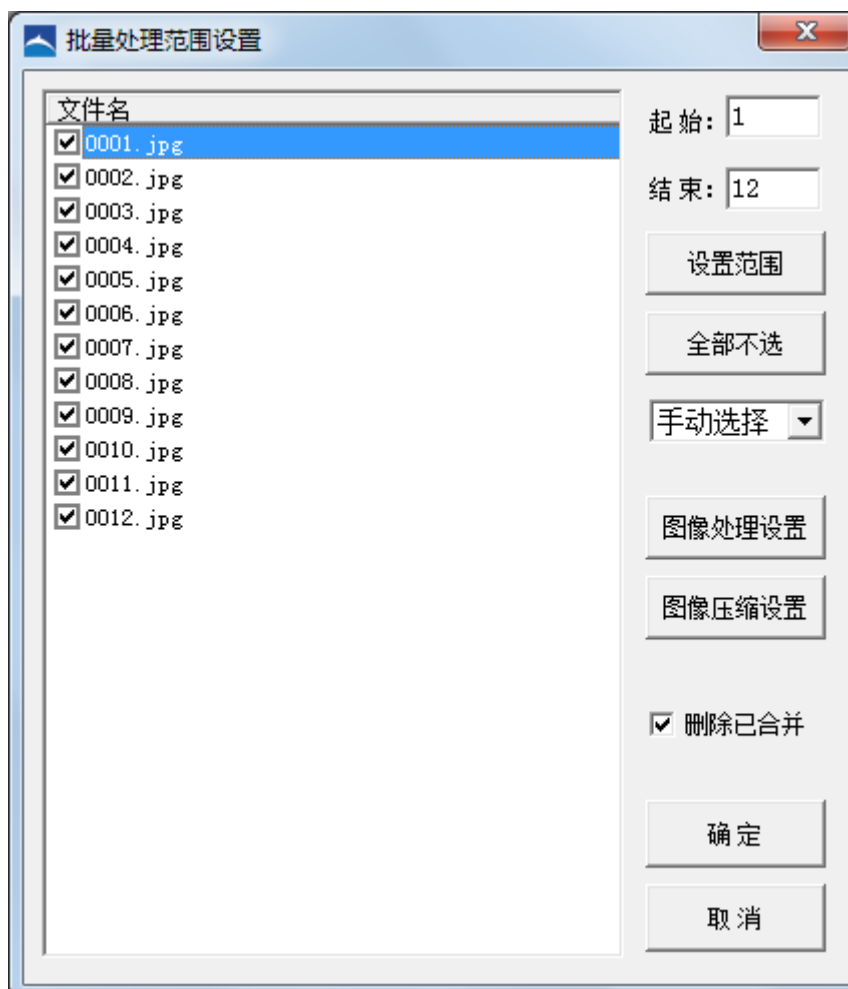 批量处理范围设置
文件名
0001.jpg
0002.jpg
0003.jpg
0004.jpg
0005.jpg
0006.jpg
0007.jpg
0008.jpg
0009.jpg
0010.jpg
0011.jpg
0012.jpg
起始: 1
结束: 12
设置范围
全部不选
手动选择
图像处理设置
图像压缩设置
删除已合并
确定
取消